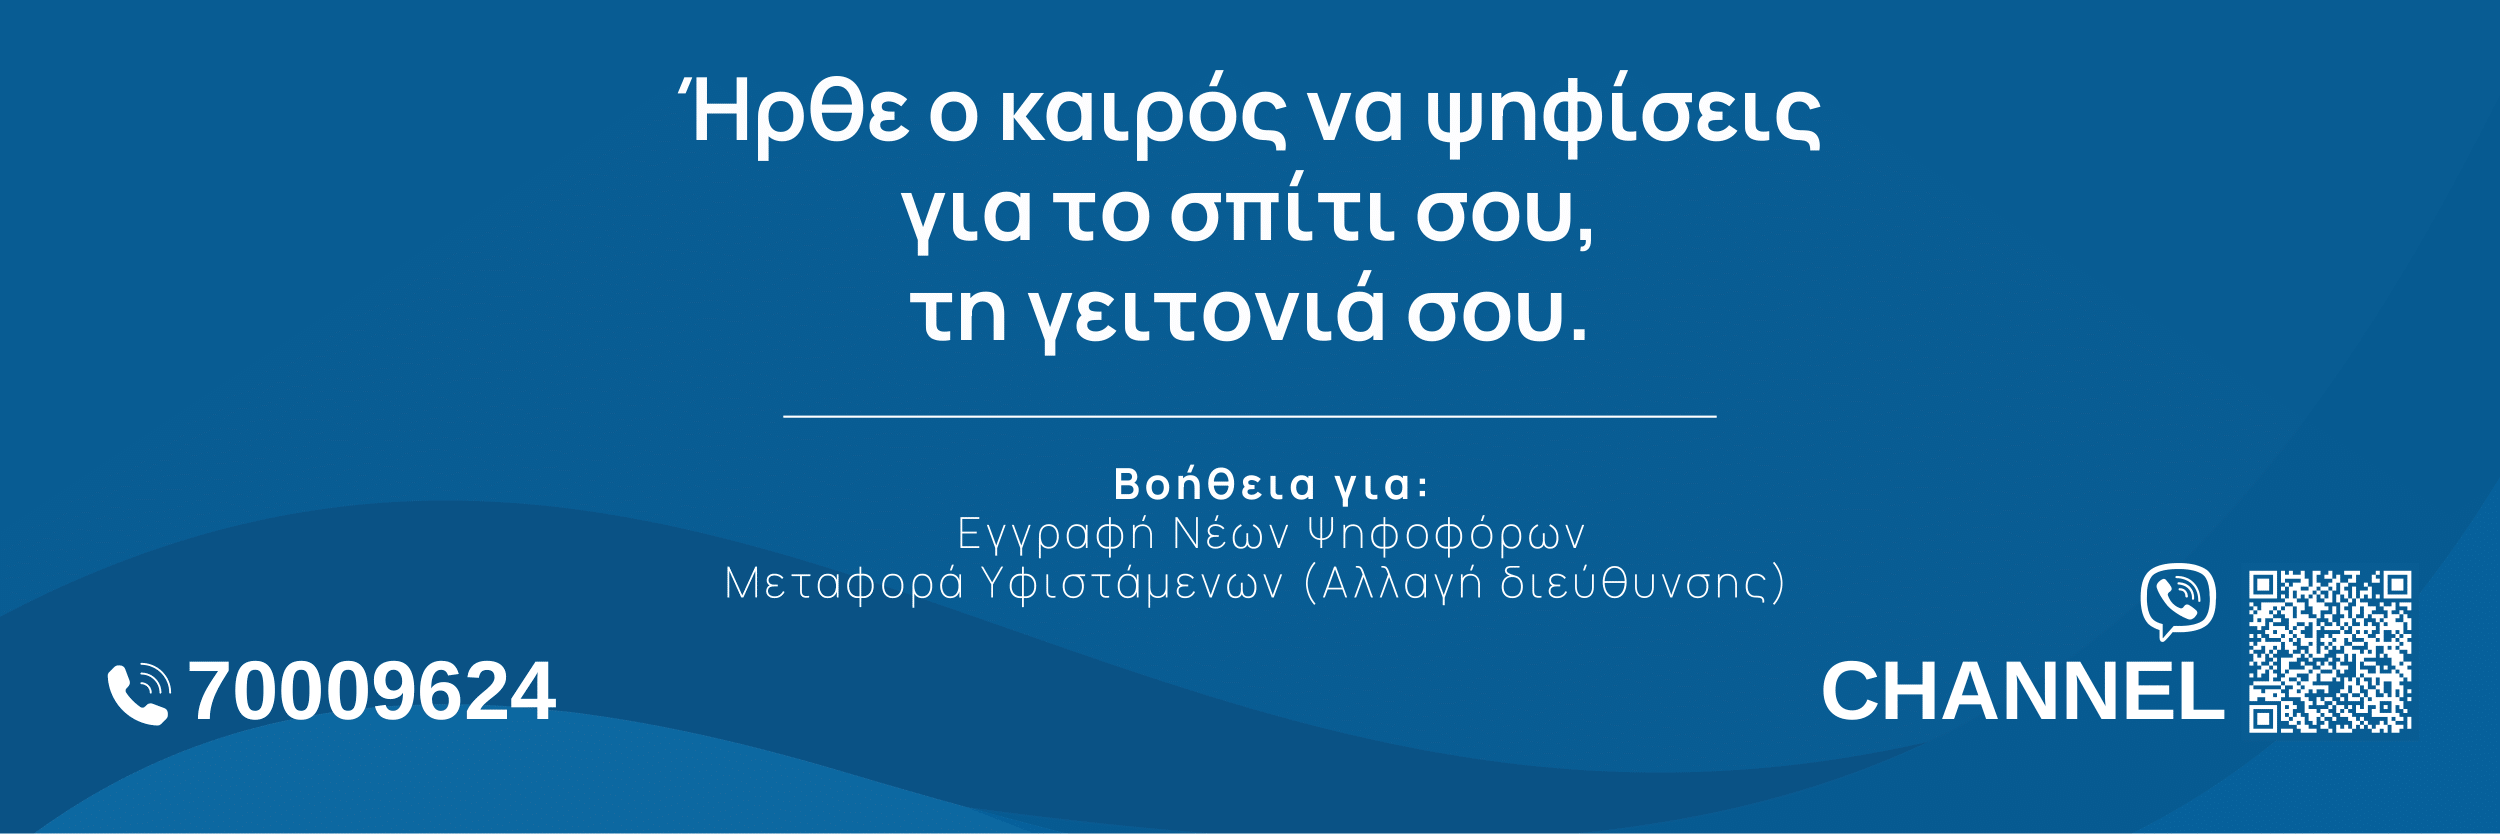 Ήρθε ο καιρός να ψηφίσεις
για το σπίτι σου,
τη γειτονιά σου.
Βοήθεια για:
Εγγραφή Νέων Ψηφοφόρων
Μεταφορά Υφιστάμενων (Αλλαγή διεύθυνσης)
70009624
CHANNEL